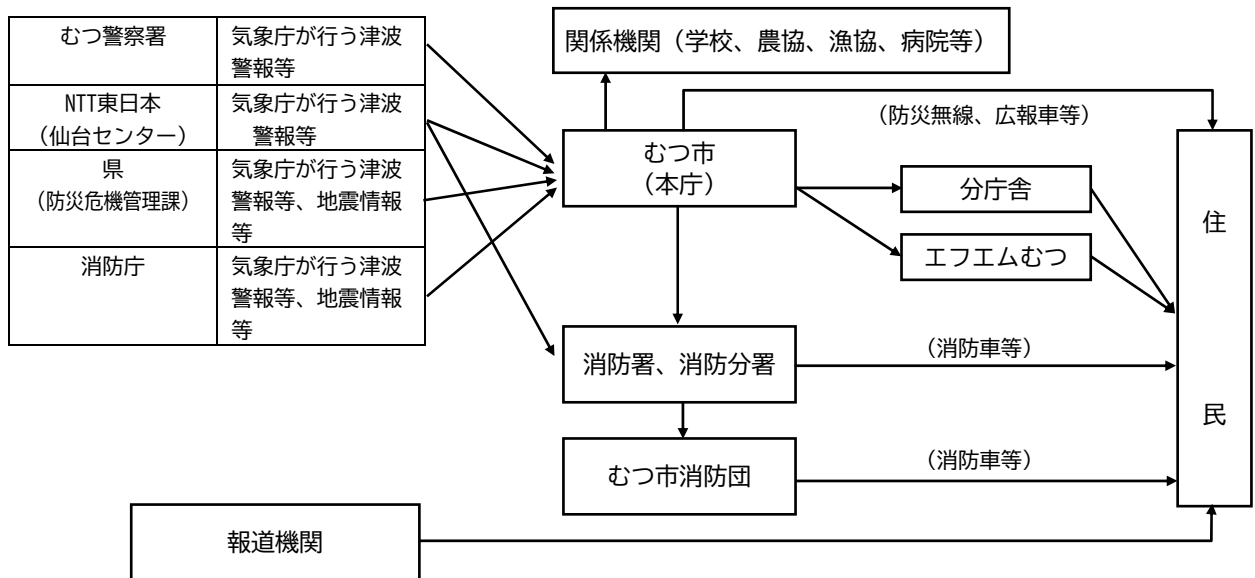 むつ警察署
気象庁が行う津波
警報等
NTT東日本
（仙台センター）
気象庁が行う津波
警報等
県
（防災危機管理課）
気象庁が行う津波
警報等、地震情報
等
消防庁
気象庁が行う津波
警報等、地震情報
等
関係機関（学校、農協、漁協、病院等）
（防災無線、広報車等）
むつ市
（本庁）
分庁舎
エフエムむつ
消防署、消防分署
（消防車等）
むつ市消防団
（消防車等）
住
民
報道機関